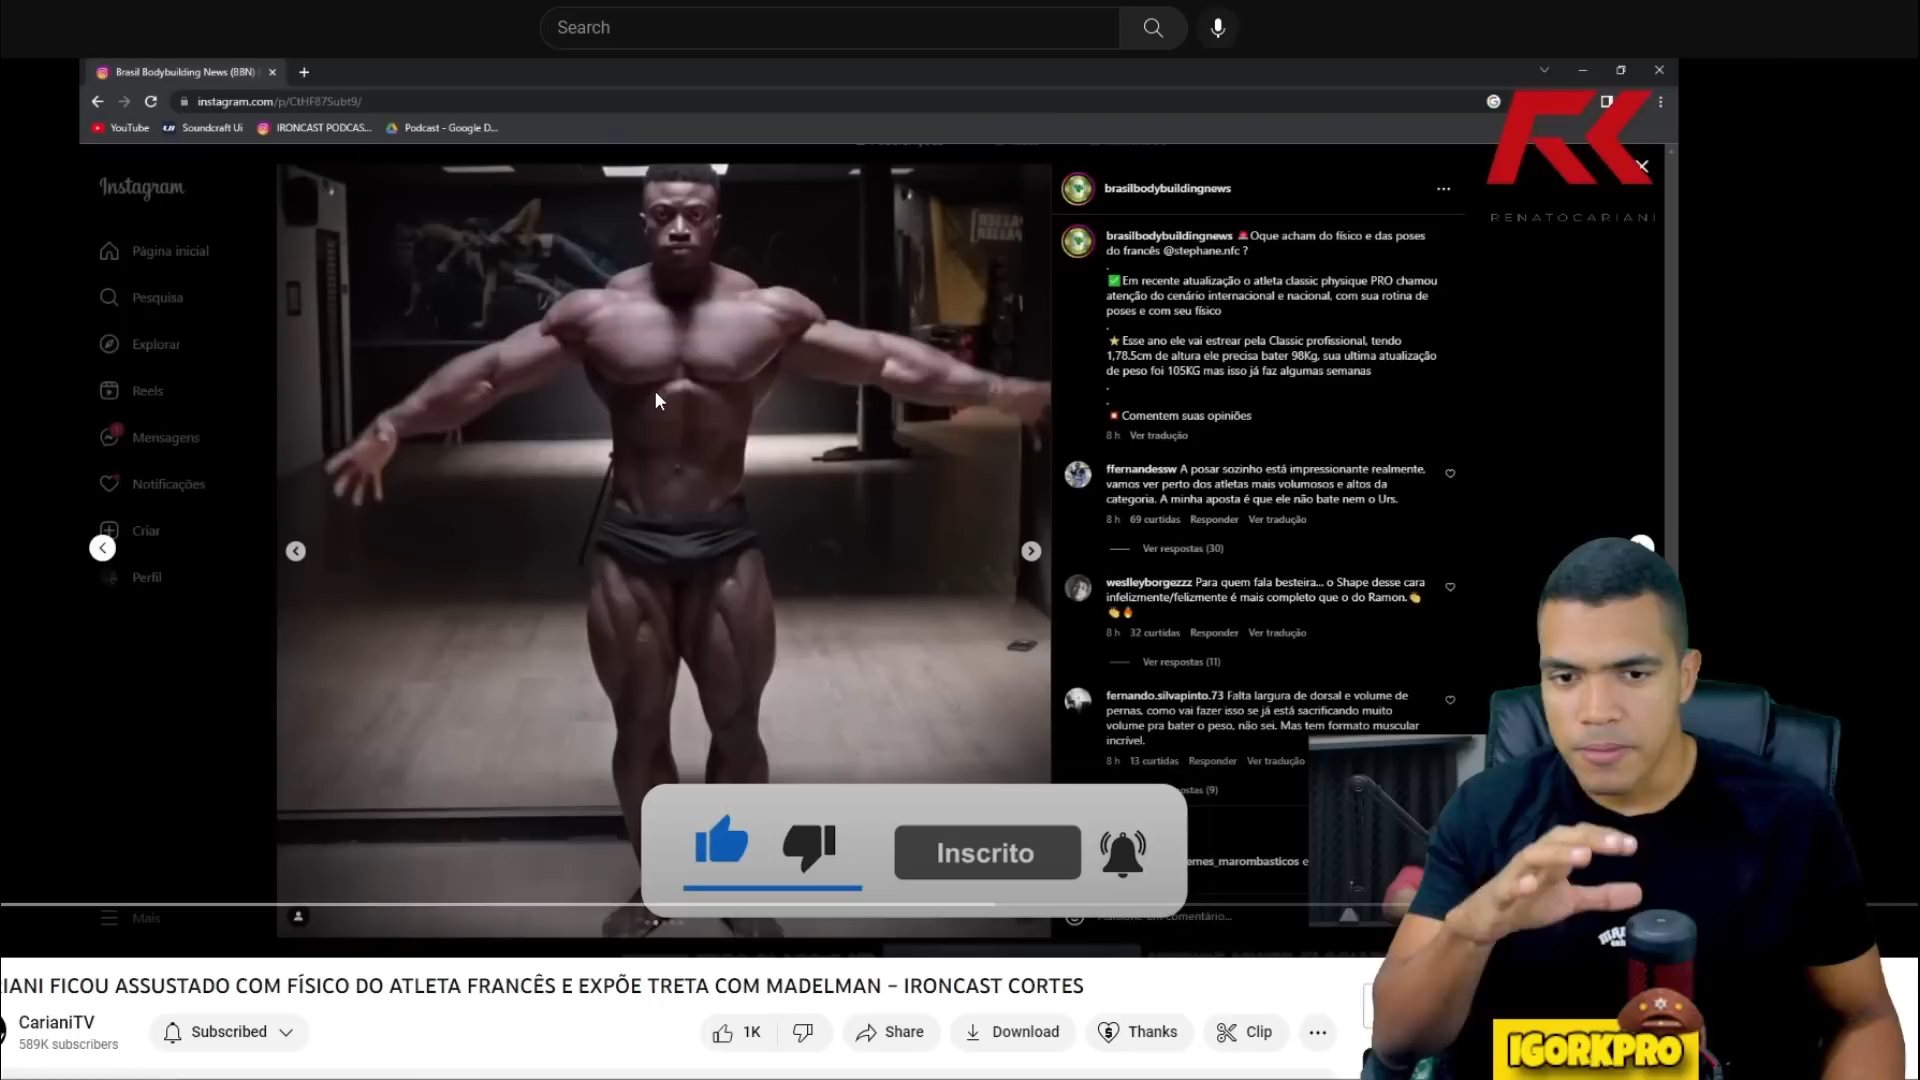 Search
Brasil Bodybuilding News (BBN)
instagram.com/p/CtHF87Subt9/
YouTube
Soundcraft Ui
IRONCAST PODCAS...
Podcast - Google D...
RK
RENATOCARIANI
Instagram
Página inicial
Pesquisa
Explorar
Reels
Mensagens
Notificações
Criar
Perfil
Mais
brasilbodybuildingnews
brasilbodybuildingnews 🚨Oque acham do físico e das poses
do francês @stephane.nfc ?
.
✅Em recente atualização o atleta classic physique PRO chamou
atenção do cenário internacional e nacional, com sua rotina de
poses e com seu físico
.
⭐ Esse ano ele vai estrear pela Classic profissional, tendo
1,78.5cm de altura ele precisa bater 98Kg, sua ultima atualização
de peso foi 105KG mas isso já faz algumas semanas
.
.
💥 Comentem suas opiniões
8 h Ver tradução
ffernandessw A posar sozinho está impressionante realmente,
vamos ver perto dos atletas mais volumosos e altos da
categoria. A minha aposta é que ele não bate nem o Urs.
8 h 69 curtidas Responder Ver tradução
Ver respostas (30)
weslleyborgezzz Para quem fala besteira... o Shape desse cara
infelizmente/felizmente é mais completo que o do Ramon.👏
👏🔥
8 h 32 curtidas Responder Ver tradução
Ver respostas (11)
fernando.silvapinto.73 Falta largura de dorsal e volume de
pernas, como vai fazer isso se já está sacrificando muito
volume pra bater o peso, não sei. Mas tem formato muscular
incrível.
8 h 13 curtidas Responder Ver tradução
ostas (9)
emes_marombasticos e
comentário...
Inscrito
IANI FICOU ASSUSTADO COM FÍSICO DO ATLETA FRANCÊS E EXPÕE TRETA COM MADELMAN – IRONCAST CORTES
CarianiTV
589K subscribers
Subscribed
1K
Share
Download
Thanks
Clip
IGORKPRO